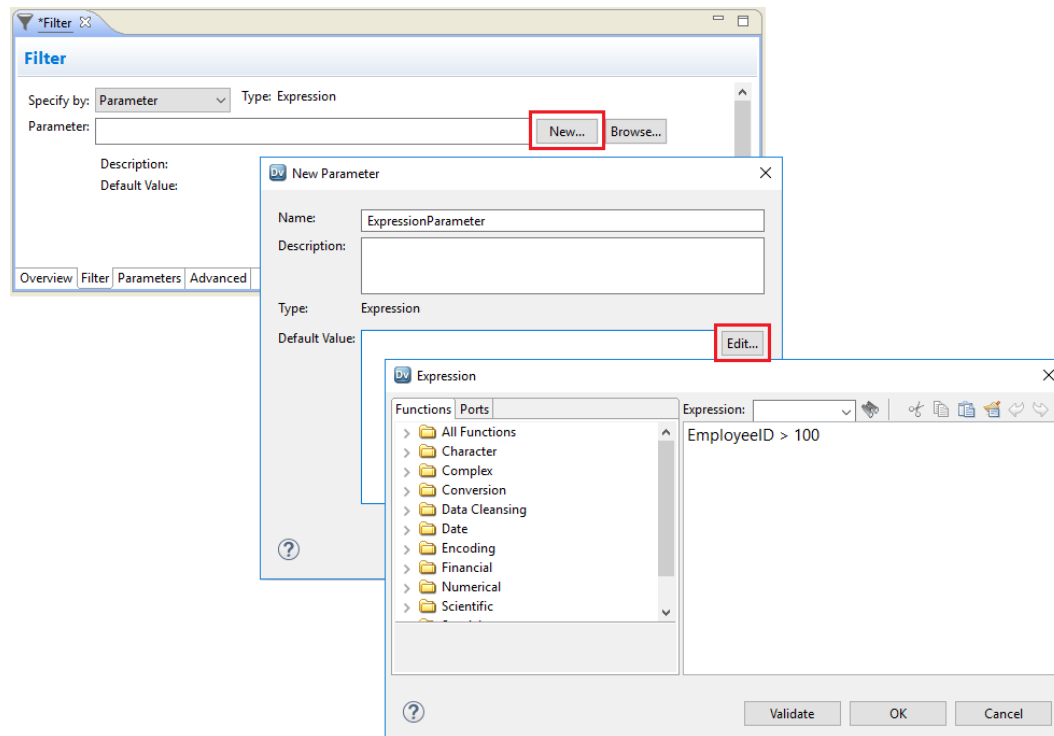 *Filter
Filter
Specify by: Parameter Type: Expression
Parameter: New... Browse...
Description:
Default Value:
Overview Filter Parameters Advanced
Dv New Parameter
Name: ExpressionParameter
Description:
Type: Expression
Default Value: Edit...
Dv Expression
Functions Ports
All Functions
Character
Complex
Conversion
Data Cleansing
Date
Encoding
Financial
Numerical
Scientific
Expression:
EmployeeID > 100
Validate OK Cancel